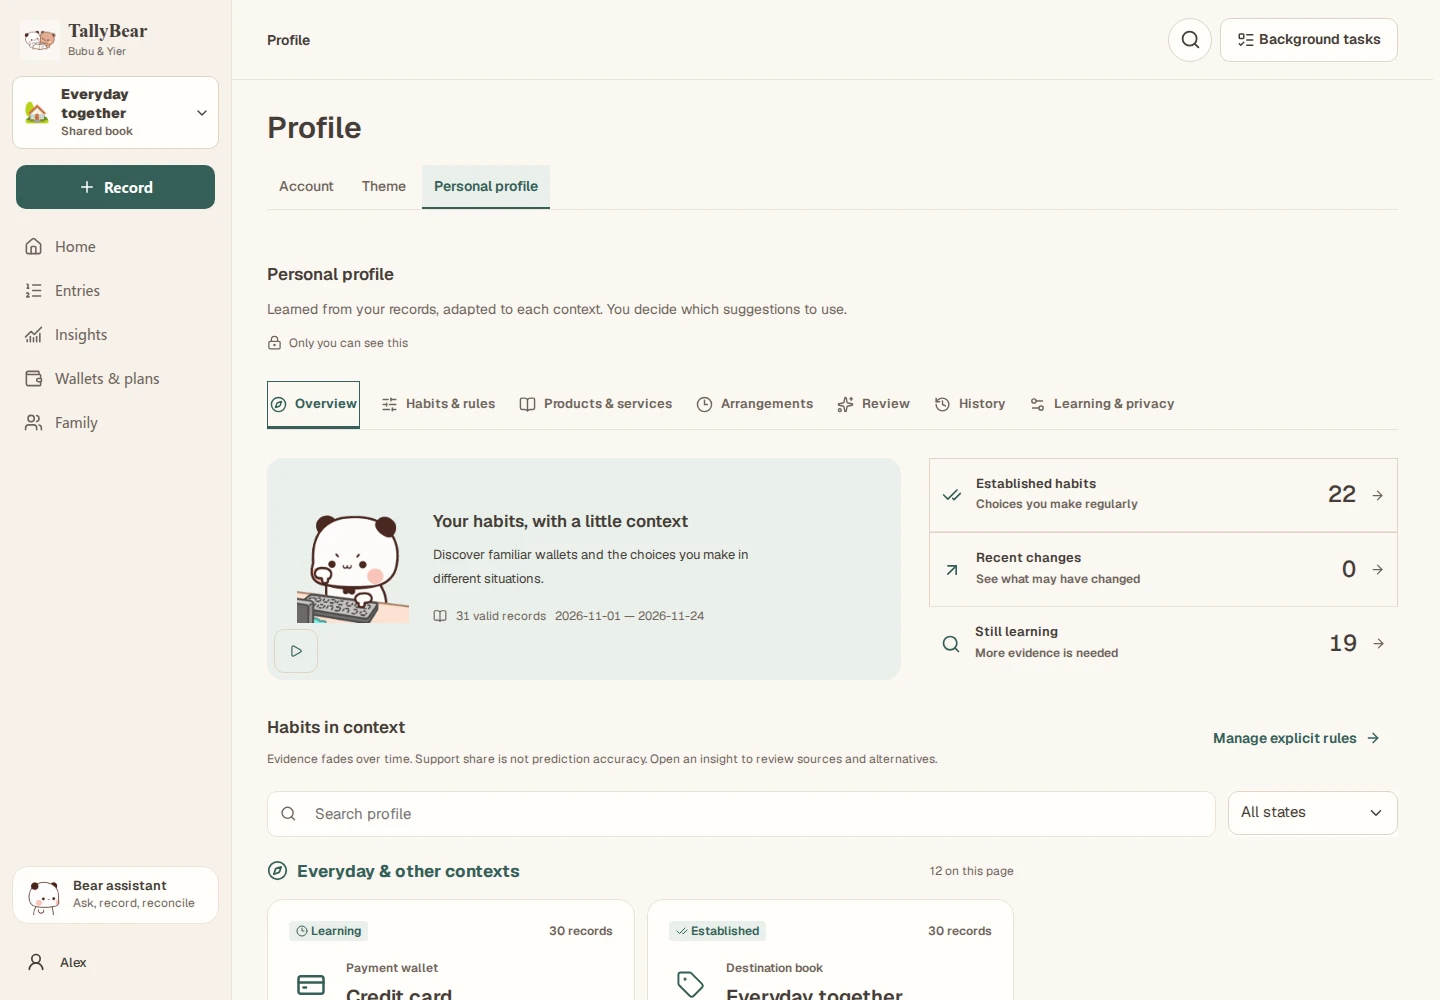 TallyBear
Bubu & Yier
Everyday
together
Shared book
Record
Home
Entries
Insights
Wallets & plans
Family
Bear assistant
Ask, record, reconcile
Alex
Profile
Background tasks
Profile
Account
Theme
Personal profile
Personal profile
Learned from your records, adapted to each context. You decide which suggestions to use.
Only you can see this
Overview
Habits & rules
Products & services
Arrangements
Review
History
Learning & privacy
Your habits, with a little context
Discover familiar wallets and the choices you make in
different situations.
31 valid records 2026-11-01 — 2026-11-24
Established habits
Choices you make regularly
22
Recent changes
See what may have changed
0
Still learning
More evidence is needed
19
Habits in context
Evidence fades over time. Support share is not prediction accuracy. Open an insight to review sources and alternatives.
Manage explicit rules
Search profile
All states
Everyday & other contexts
12 on this page
Learning
30 records
Payment wallet
Credit card
Established
30 records
Destination book
Everyday together